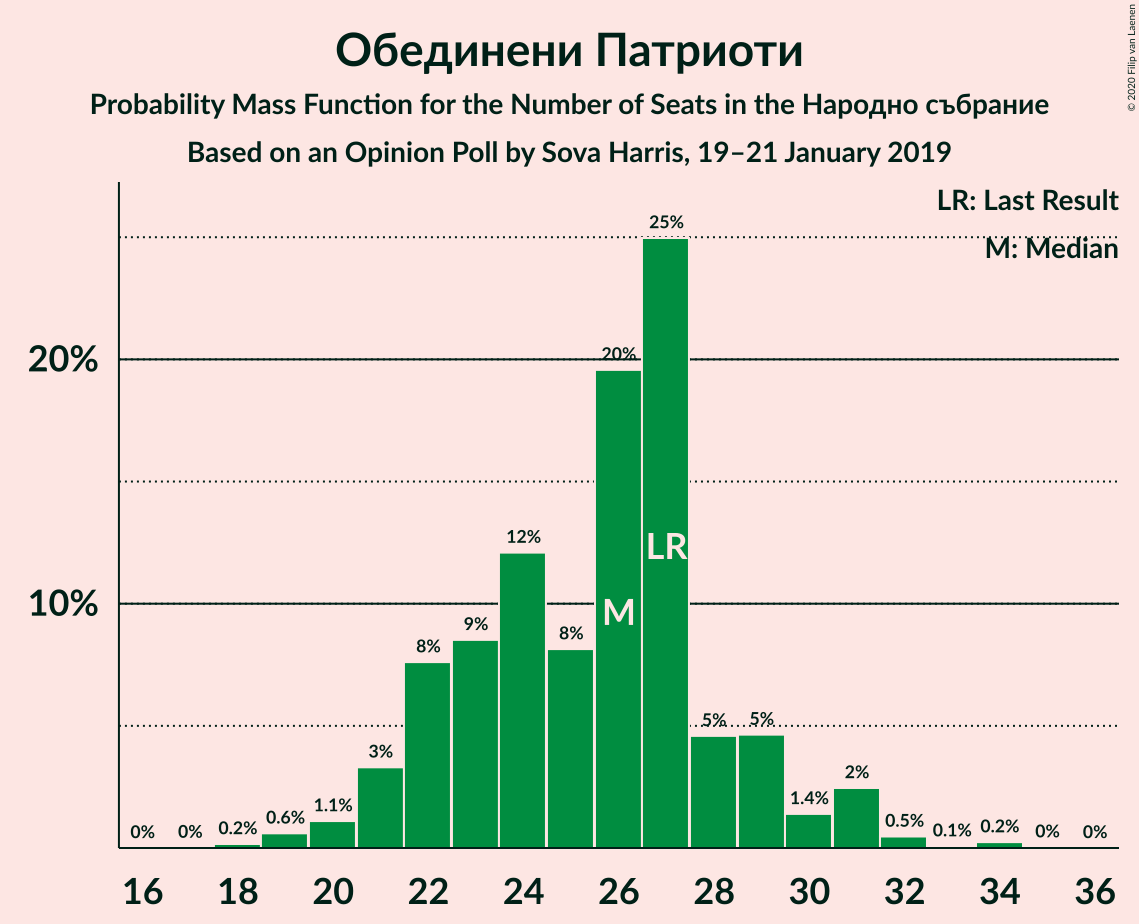 Обединени Патриоти
Probability Mass Function for the Number of Seats in the Народно събрание
Based on an Opinion Poll by Sova Harris, 19–21 January 2019
© 2020 Filip van Laenen
LR: Last Result
M: Median
25%
20%
20%
12%
LR
10%
M
9%
8%
8%
5%
5%
3%
2%
1.4%
1.1%
0.6%
0.5%
0.2%
0.2%
0.1%
0%
0%
0%
0%
16 18 20 22 24 26 28 30 32 34 36